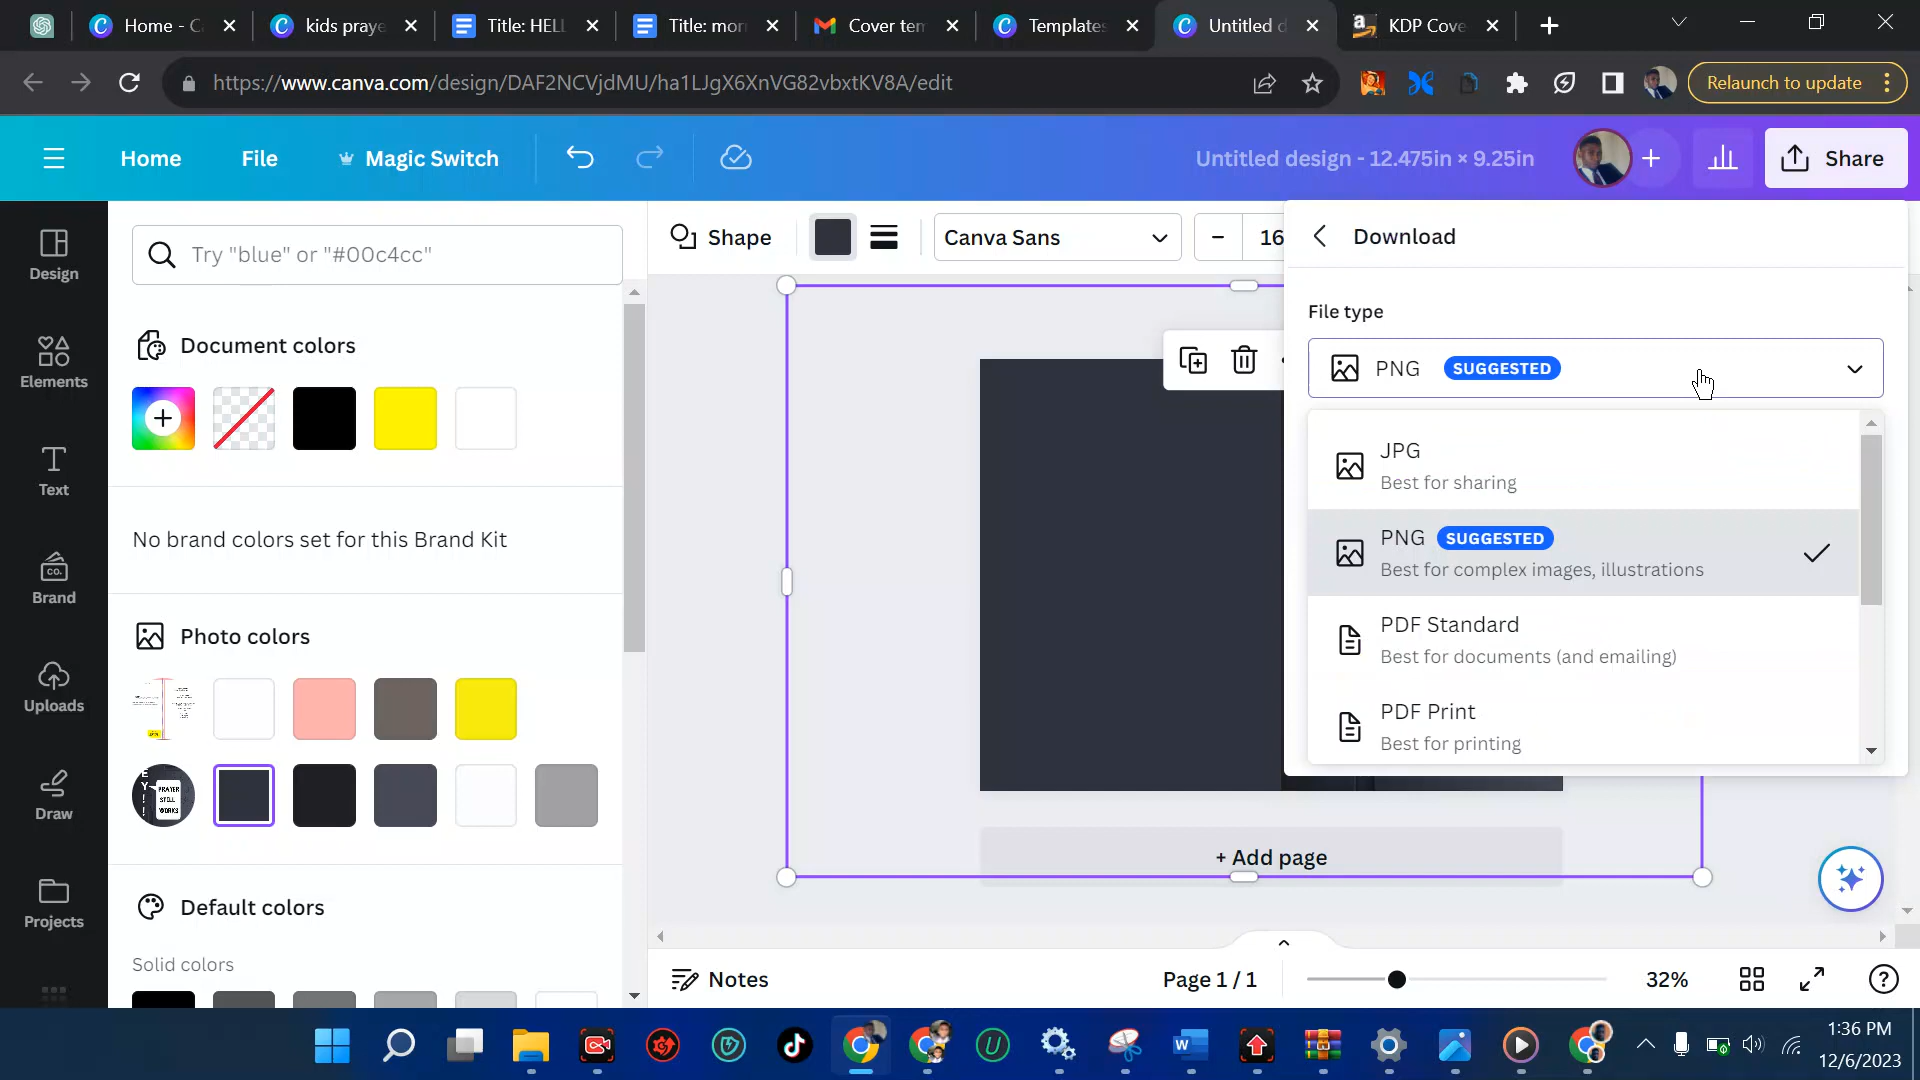 Home - C
kids praye
Title: HELL
Title: mor
Cover ten
Templates
Untitled d
KDP Cove
https://www.canva.com/design/DAF2NCVjdMU/ha1LJgX6XnVG82vbxtKV8A/edit
Relaunch to update
Home
File
Magic Switch
Untitled design - 12.475in × 9.25in
Share
Design
Elements
Text
Brand
Uploads
Draw
Projects
Try "blue" or "#00c4cc"
Document colors
No brand colors set for this Brand Kit
Photo colors
PRAYER
STILL
WORKS
Default colors
Solid colors
Shape
Canva Sans
16
Download
File type
PNG SUGGESTED
JPG
Best for sharing
PNG SUGGESTED
Best for complex images, illustrations
PDF Standard
Best for documents (and emailing)
PDF Print
Best for printing
+ Add page
Notes
Page 1 / 1
32%
1:36 PM
12/6/2023